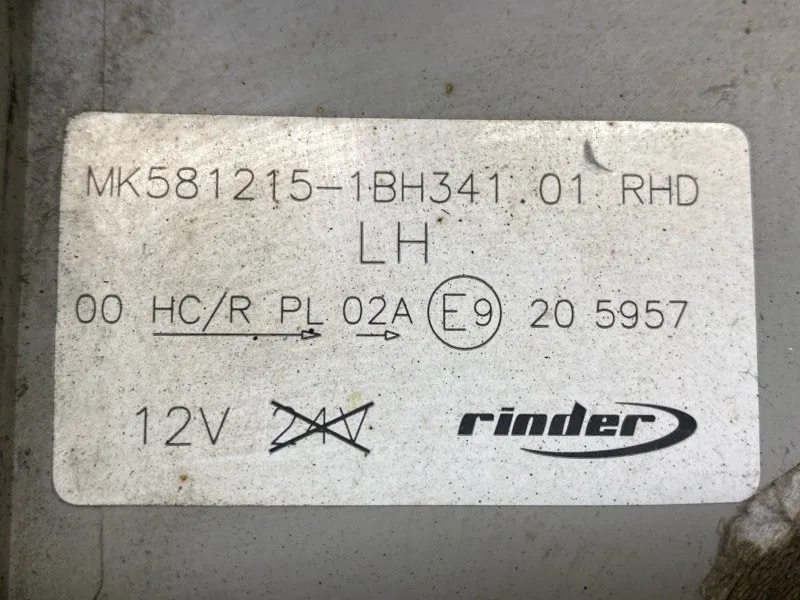 MK581215-1BH341.01 RHD
LH
00 HC/R PL 02A E9 20 5957
12V 24V rinder